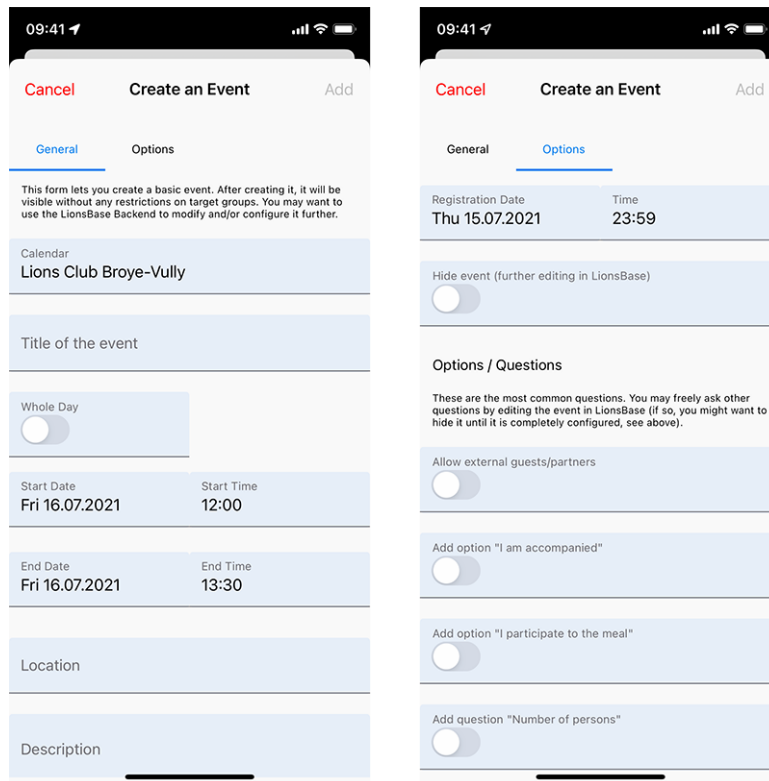 09:41
Cancel
Create an Event
Add
General
Options
This form lets you create a basic event. After creating it, it will be
visible without any restrictions on target groups. You may want to
use the LionsBase Backend to modify and/or configure it further.
Calendar
Lions Club Broye-Vully
Title of the event
Whole Day
Start Date
Start Time
Fri 16.07.2021
12:00
End Date
End Time
Fri 16.07.2021
13:30
Location
Description
09:41
Cancel
Create an Event
Add
General
Options
Registration Date
Time
Thu 15.07.2021
23:59
Hide event (further editing in LionsBase)
Options / Questions
These are the most common questions. You may freely ask other
questions by editing the event in LionsBase (if so, you might want to
hide it until it is completely configured, see above).
Allow external guests/partners
Add option "I am accompanied"
Add option "I participate to the meal"
Add question "Number of persons"